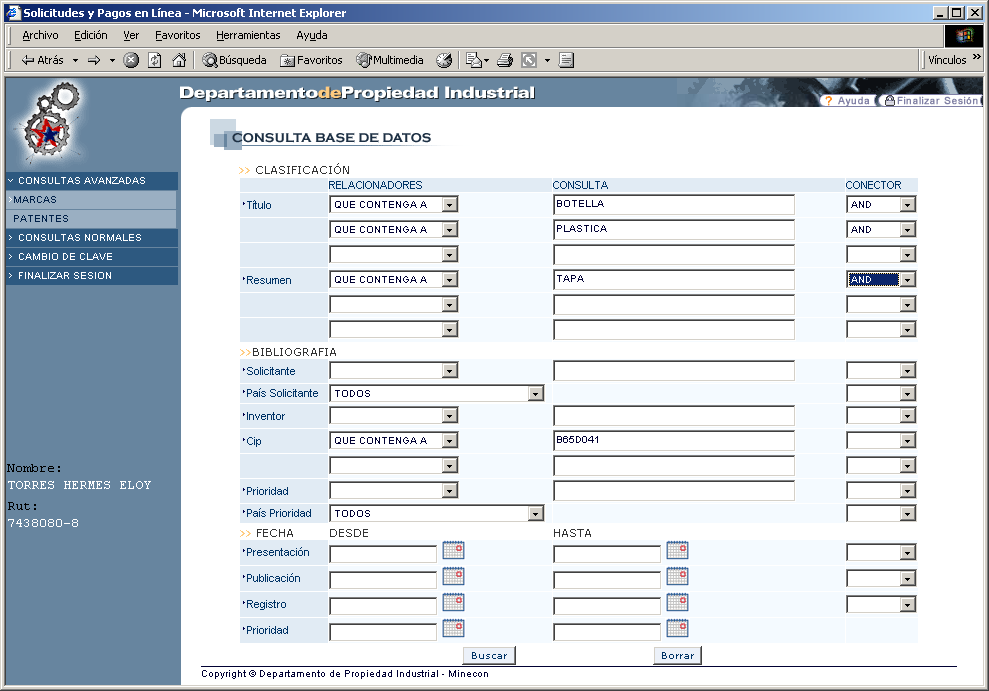 Solicitudes y Pagos en Línea - Microsoft Internet Explorer
Archivo Edición Ver Favoritos Herramientas Ayuda
Atrás Búsqueda Favoritos Multimedia Vínculos »
DepartamentodePropiedad Industrial
? Ayuda Finalizar Sesión
CONSULTA BASE DE DATOS
CONSULTAS AVANZADAS
MARCAS
PATENTES
> CONSULTAS NORMALES
> CAMBIO DE CLAVE
> FINALIZAR SESION
Nombre:
TORRES HERMES ELOY
Rut:
7438080-8
>> CLASIFICACIÓN
RELACIONADORES CONSULTA CONECTOR
Título QUE CONTENGA A BOTELLA AND
QUE CONTENGA A PLASTICA AND
Resumen QUE CONTENGA A TAPA AND
>>BIBLIOGRAFIA
Solicitante
País Solicitante TODOS
Inventor
Cip QUE CONTENGA A B65D041
Prioridad
País Prioridad TODOS
>> FECHA DESDE HASTA
Presentación
Publicación
Registro
Prioridad
Buscar Borrar
Copyright © Departamento de Propiedad Industrial - Minecon